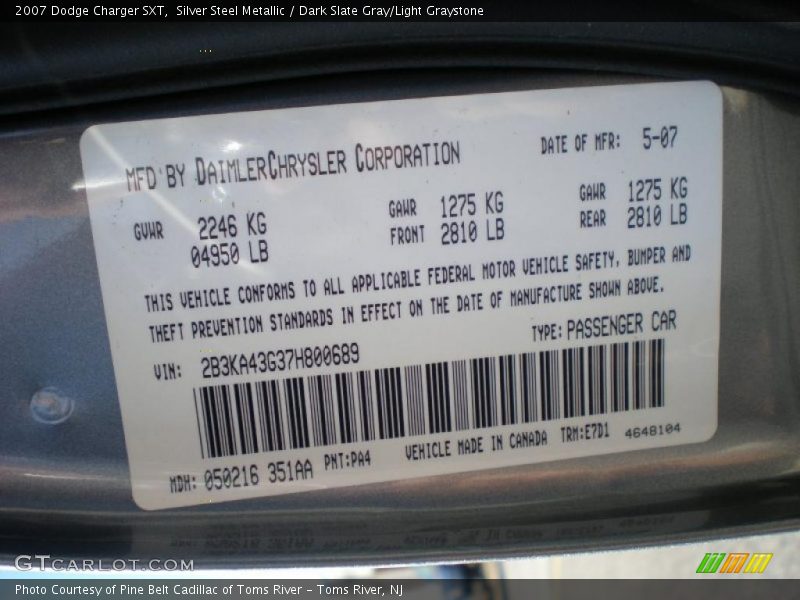 2007 Dodge Charger SXT,  Silver Steel Metallic / Dark Slate Gray/Light Graystone
MFD BY DAIMLERCHRYSLER CORPORATION
DATE OF MFR: 5-07
GVWR 2246 KG
04950 LB
GAWR 1275 KG
FRONT 2810 LB
GAWR 1275 KG
REAR 2810 LB
THIS VEHICLE CONFORMS TO ALL APPLICABLE FEDERAL MOTOR VEHICLE SAFETY, BUMPER AND
THEFT PREVENTION STANDARDS IN EFFECT ON THE DATE OF MANUFACTURE SHOWN ABOVE.
VIN: 2B3KA43G37H800689
TYPE: PASSENGER CAR
MDH: 050216 351AA PNT:PA4 VEHICLE MADE IN CANADA TRM:E7D1 4648104
GTCARLOT.COM
Photo Courtesy of Pine Belt Cadillac of Toms River – Toms River, NJ